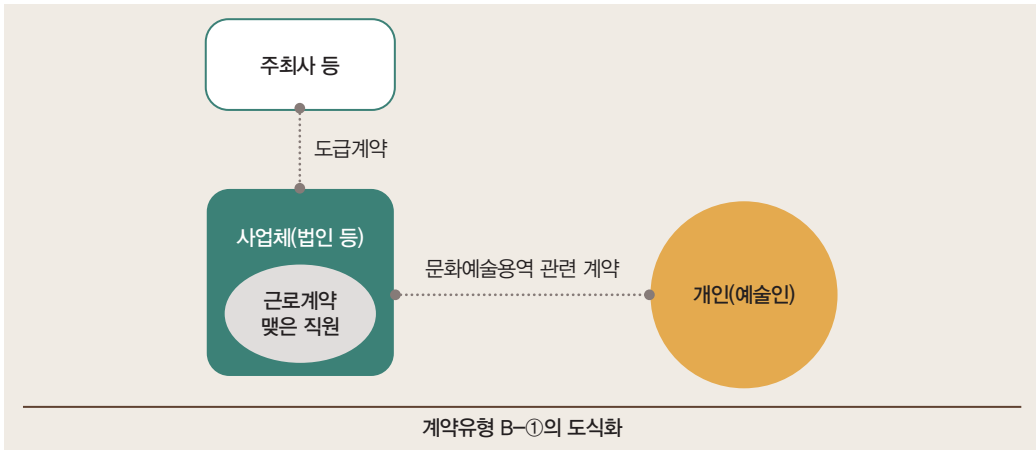 주최사 등
도급계약
사업체(법인 등)
근로계약
맺은 직원
문화예술용역 관련 계약
개인(예술인)
계약유형 B-①의 도식화